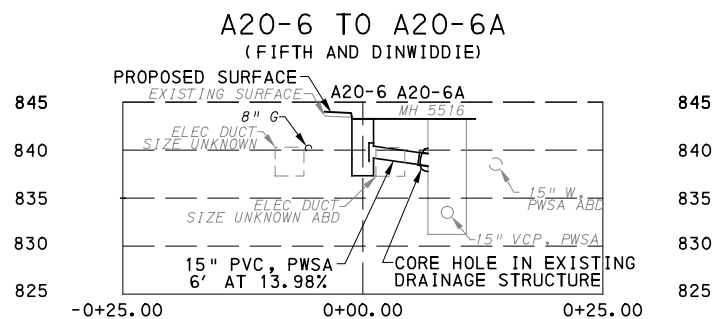 A20-6 TO A20-6A
(FIFTH AND DINWIDDIE)
PROPOSED SURFACE
A20-6 A20-6A
EXISTING SURFACE
MH 5516
845
845
8" G
ELEC DUCT
SIZE UNKNOWN
840
840
15" W,
PWSA ABD
835
835
ELEC DUCT
SIZE UNKNOWN ABD
15" VCP, PWSA
830
830
15" PVC, PWSA
6' AT 13.98%
CORE HOLE IN EXISTING
DRAINAGE STRUCTURE
825
825
-0+25.00
0+00.00
0+25.00